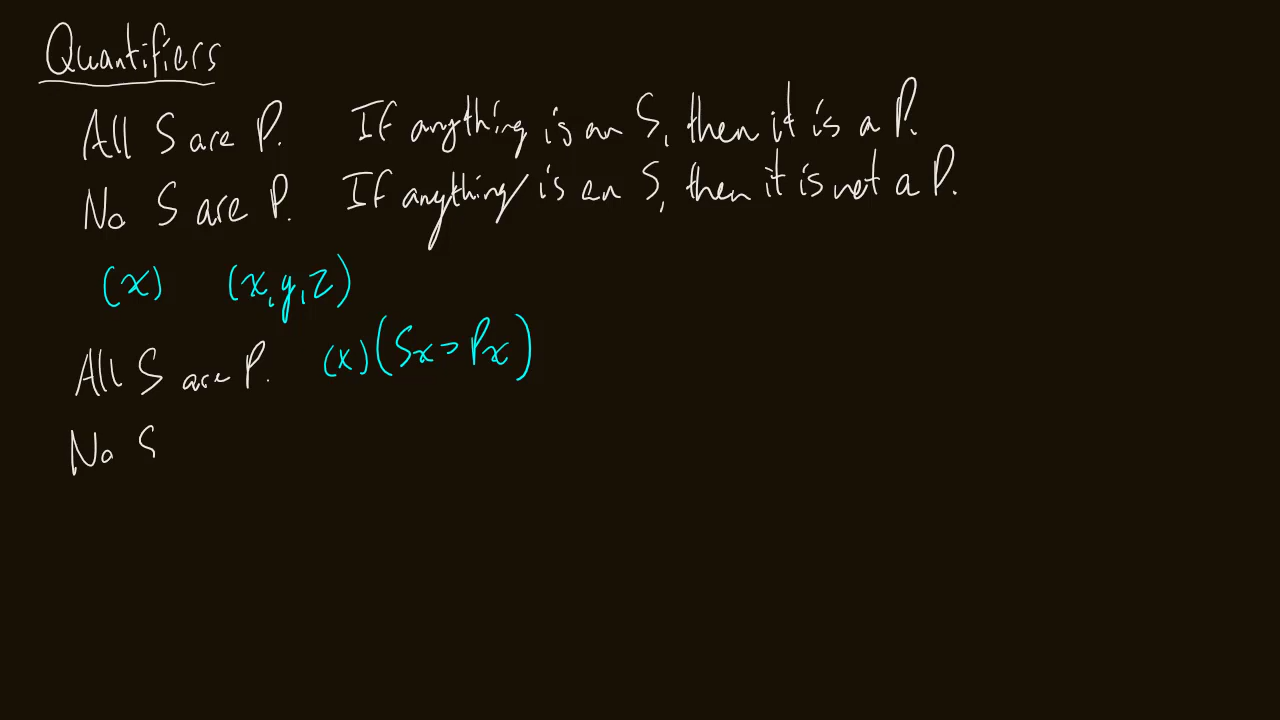 Quantifiers
All S are P. If anything is an S, then it is a P.
No S are P. If anything is an S, then it is not a P.
(x) (x, y, z)
All S are P. (x)(Sx⊃Px)
No S